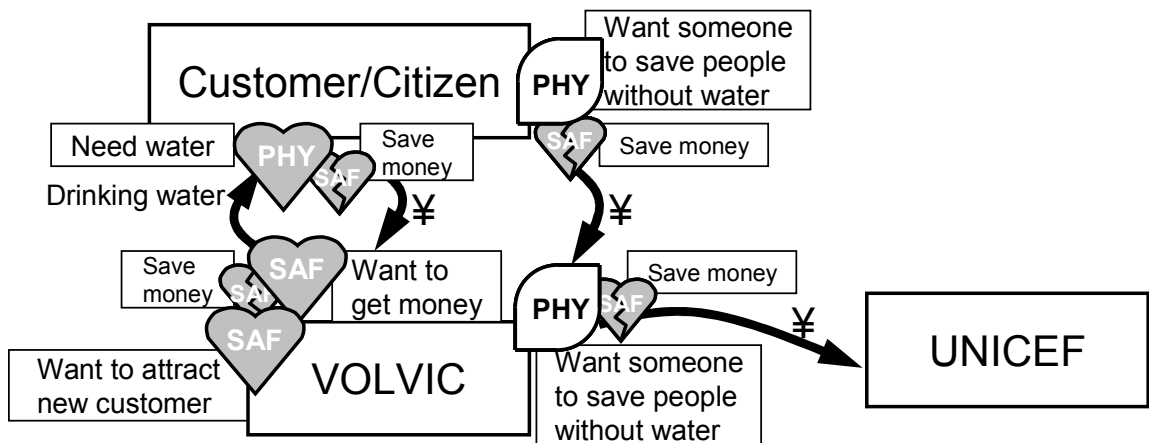 Customer/Citizen
PHY
Want someone
to save people
without water
SAF
Save money
Need water
PHY
SAF
Save
money
Drinking water
¥
¥
Save
money
SAF
SAF
Want to
get money
PHY
SAF
Save money
¥
SAF
Want to attract
new customer
VOLVIC
Want someone
to save people
without water
UNICEF